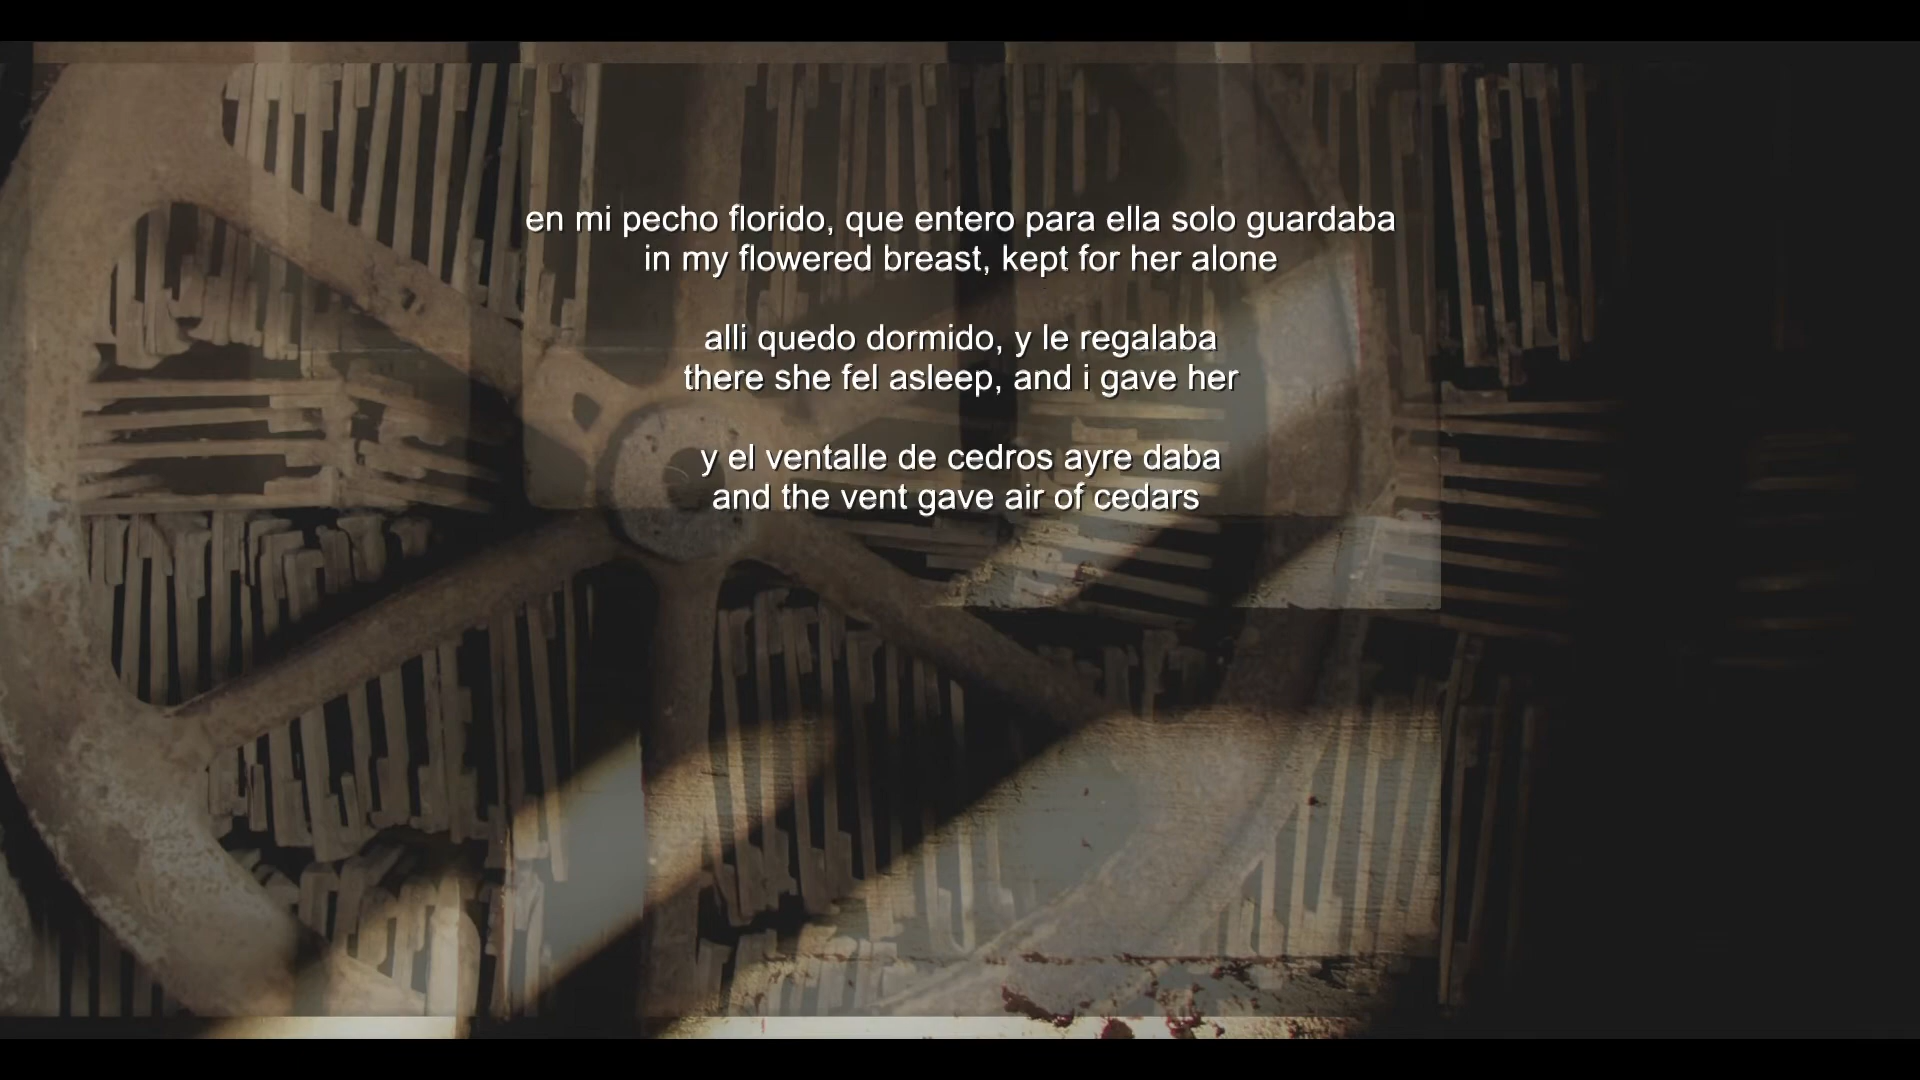 en mi pecho florido, que entero para ella solo guardaba
in my flowered breast, kept for her alone
alli quedo dormido, y le regalaba
there she fel asleep, and i gave her
y el ventalle de cedros ayre daba
and the vent gave air of cedars